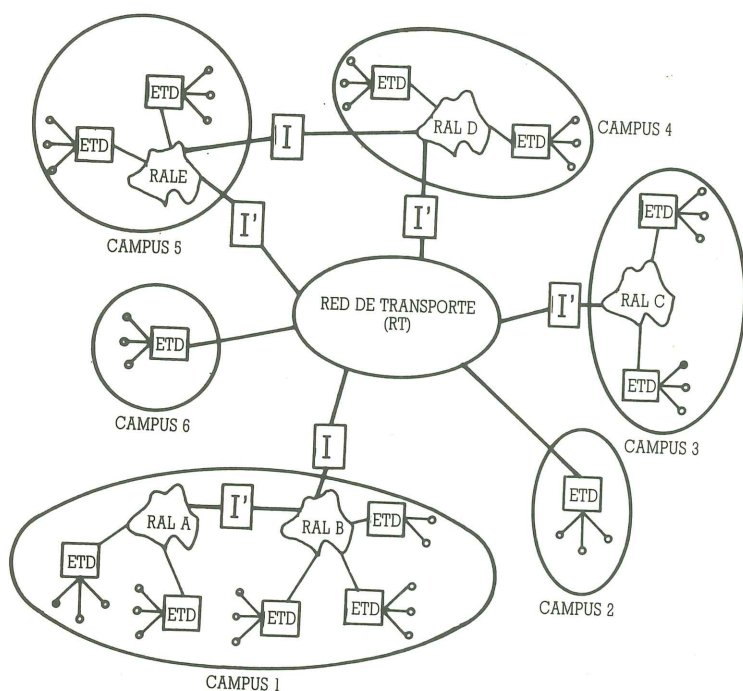 ETD
ETD
RALE
CAMPUS 5
I
ETD
RAL D
ETD
CAMPUS 4
I'
I'
ETD
RAL C
ETD
CAMPUS 3
I'
RED DE TRANSPORTE
(RT)
ETD
CAMPUS 6
I
ETD
CAMPUS 2
RAL A
I'
RAL B
ETD
ETD
ETD
ETD
ETD
CAMPUS 1